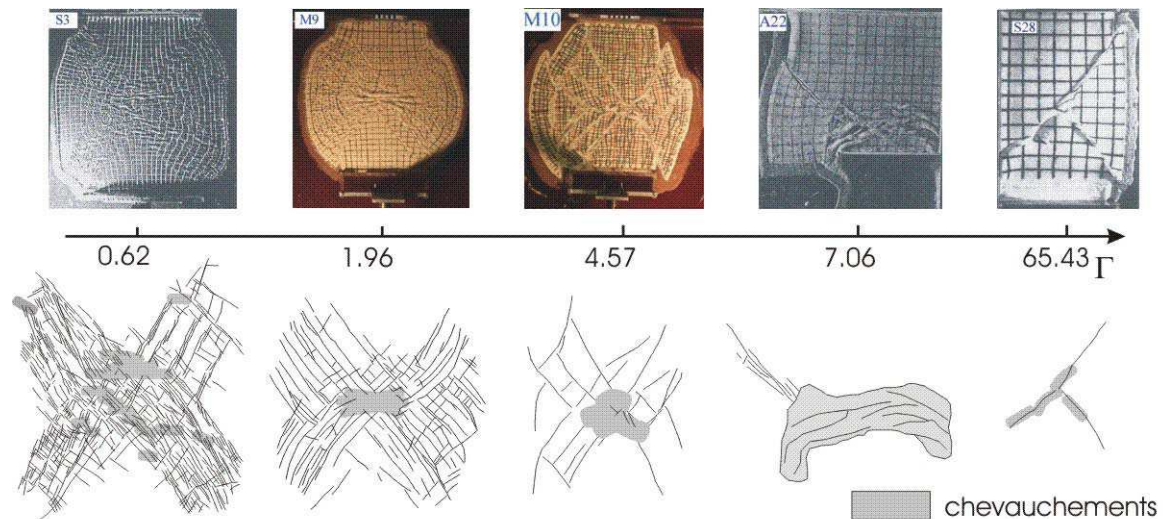 S3
M9
M10
A22
S28
0.62
1.96
4.57
7.06
65.43
Γ
chevauchements